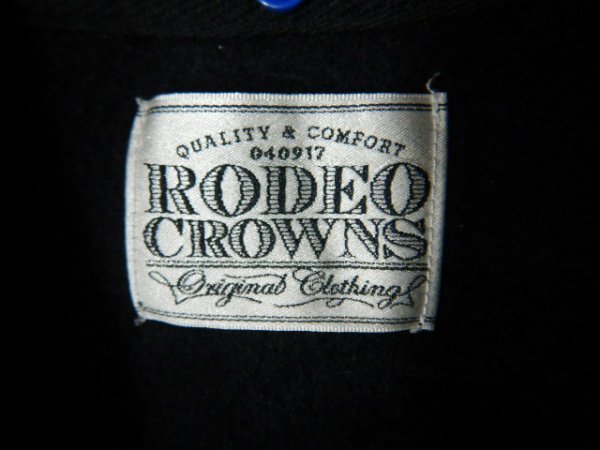 QUALITY & COMFORT
040917
RODEO
CROWNS
Original Clothing